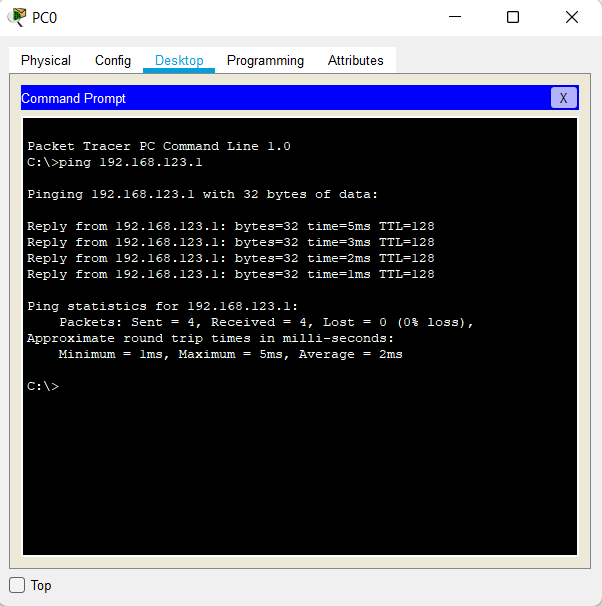 PC0
Physical Config Desktop Programming Attributes
Command Prompt X
Packet Tracer PC Command Line 1.0
C:\>ping 192.168.123.1
Pinging 192.168.123.1 with 32 bytes of data:
Reply from 192.168.123.1: bytes=32 time=5ms TTL=128
Reply from 192.168.123.1: bytes=32 time=3ms TTL=128
Reply from 192.168.123.1: bytes=32 time=2ms TTL=128
Reply from 192.168.123.1: bytes=32 time=1ms TTL=128
Ping statistics for 192.168.123.1:
Packets: Sent = 4, Received = 4, Lost = 0 (0% loss),
Approximate round trip times in milli-seconds:
Minimum = 1ms, Maximum = 5ms, Average = 2ms
C:\>
Top